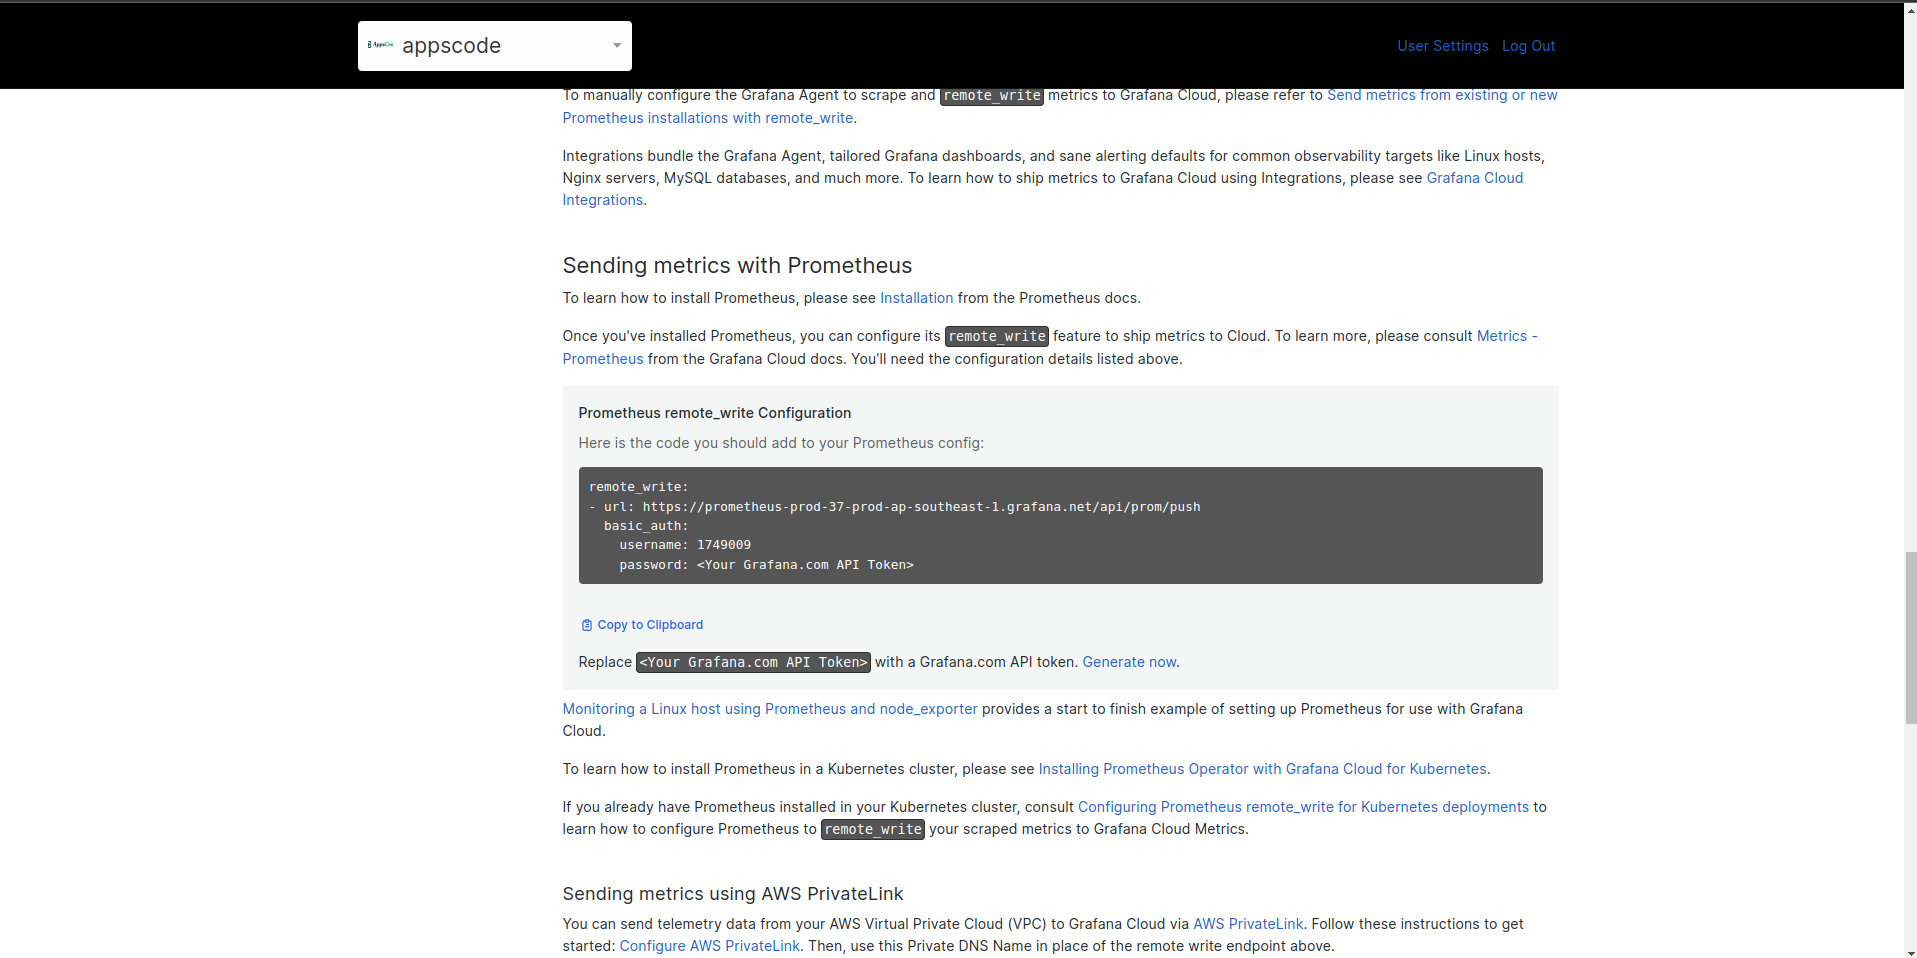 AppsCode appscode
User Settings Log Out
To manually configure the Grafana Agent to scrape and remote_write metrics to Grafana Cloud, please refer to Send metrics from existing or new
Prometheus installations with remote_write.
Integrations bundle the Grafana Agent, tailored Grafana dashboards, and sane alerting defaults for common observability targets like Linux hosts,
Nginx servers, MySQL databases, and much more. To learn how to ship metrics to Grafana Cloud using Integrations, please see Grafana Cloud
Integrations.
Sending metrics with Prometheus
To learn how to install Prometheus, please see Installation from the Prometheus docs.
Once you've installed Prometheus, you can configure its remote_write feature to ship metrics to Cloud. To learn more, please consult Metrics -
Prometheus from the Grafana Cloud docs. You'll need the configuration details listed above.
Prometheus remote_write Configuration
Here is the code you should add to your Prometheus config:
remote_write:
- url: https://prometheus-prod-37-prod-ap-southeast-1.grafana.net/api/prom/push
basic_auth:
username: 1749009
password: <Your Grafana.com API Token>
Copy to Clipboard
Replace <Your Grafana.com API Token> with a Grafana.com API token. Generate now.
Monitoring a Linux host using Prometheus and node_exporter provides a start to finish example of setting up Prometheus for use with Grafana
Cloud.
To learn how to install Prometheus in a Kubernetes cluster, please see Installing Prometheus Operator with Grafana Cloud for Kubernetes.
If you already have Prometheus installed in your Kubernetes cluster, consult Configuring Prometheus remote_write for Kubernetes deployments to
learn how to configure Prometheus to remote_write your scraped metrics to Grafana Cloud Metrics.
Sending metrics using AWS PrivateLink
You can send telemetry data from your AWS Virtual Private Cloud (VPC) to Grafana Cloud via AWS PrivateLink. Follow these instructions to get
started: Configure AWS PrivateLink. Then, use this Private DNS Name in place of the remote write endpoint above.